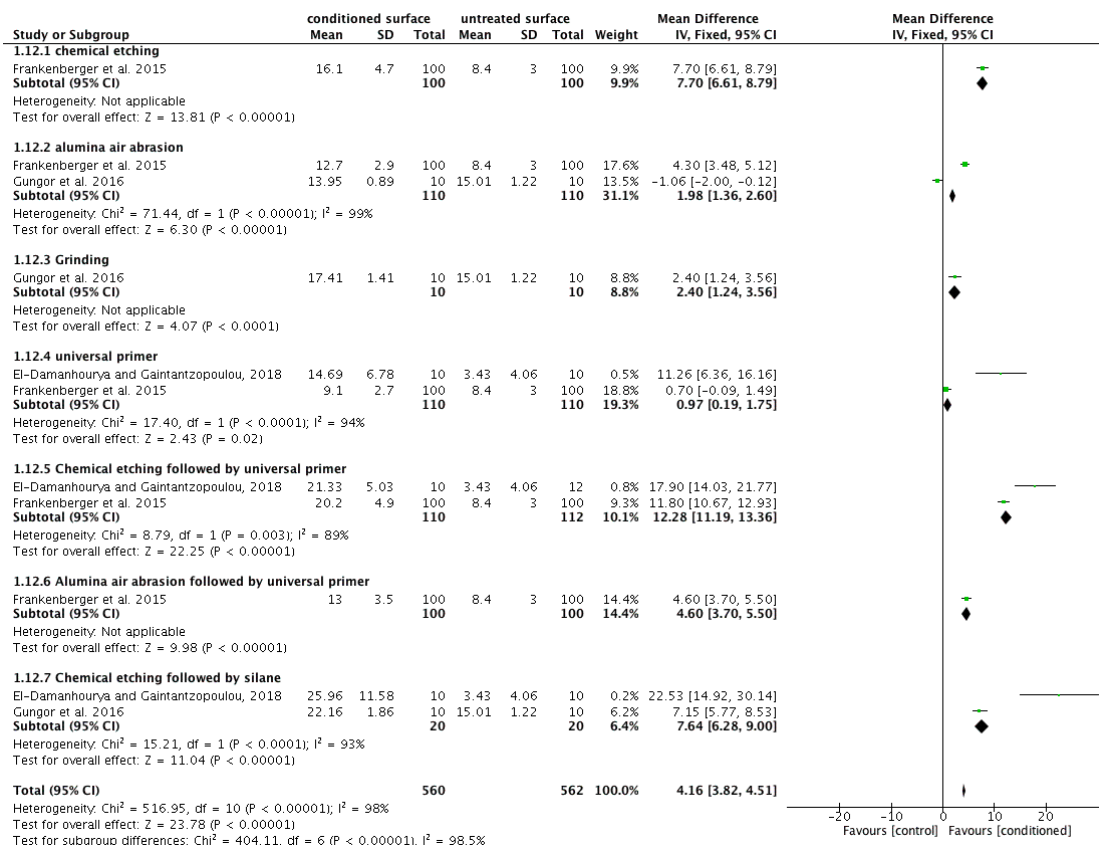 conditioned surface untreated surface Mean Difference Mean Difference
Study or Subgroup Mean SD Total Mean SD Total Weight IV, Fixed, 95% CI IV, Fixed, 95% CI
1.12.1 chemical etching
Frankenberger et al. 2015 16.1 4.7 100 8.4 3 100 9.9% 7.70 [6.61, 8.79]
Subtotal (95% CI) 100 100 9.9% 7.70 [6.61, 8.79]
Heterogeneity: Not applicable
Test for overall effect: Z = 13.81 (P < 0.00001)
1.12.2 alumina air abrasion
Frankenberger et al. 2015 12.7 2.9 100 8.4 3 100 17.6% 4.30 [3.48, 5.12]
Gungor et al. 2016 13.95 0.89 10 15.01 1.22 10 13.5% −1.06 [−2.00, −0.12]
Subtotal (95% CI) 110 110 31.1% 1.98 [1.36, 2.60]
Heterogeneity: Chi² = 71.44, df = 1 (P < 0.00001); I² = 99%
Test for overall effect: Z = 6.30 (P < 0.00001)
1.12.3 Grinding
Gungor et al. 2016 17.41 1.41 10 15.01 1.22 10 8.8% 2.40 [1.24, 3.56]
Subtotal (95% CI) 10 10 8.8% 2.40 [1.24, 3.56]
Heterogeneity: Not applicable
Test for overall effect: Z = 4.07 (P < 0.0001)
1.12.4 universal primer
El-Damanhourya and Gaintantzopoulou, 2018 14.69 6.78 10 3.43 4.06 10 0.5% 11.26 [6.36, 16.16]
Frankenberger et al. 2015 9.1 2.7 100 8.4 3 100 18.8% 0.70 [−0.09, 1.49]
Subtotal (95% CI) 110 110 19.3% 0.97 [0.19, 1.75]
Heterogeneity: Chi² = 17.40, df = 1 (P < 0.0001); I² = 94%
Test for overall effect: Z = 2.43 (P = 0.02)
1.12.5 Chemical etching followed by universal primer
El-Damanhourya and Gaintantzopoulou, 2018 21.33 5.03 10 3.43 4.06 12 0.8% 17.90 [14.03, 21.77]
Frankenberger et al. 2015 20.2 4.9 100 8.4 3 100 9.3% 11.80 [10.67, 12.93]
Subtotal (95% CI) 110 112 10.1% 12.28 [11.19, 13.36]
Heterogeneity: Chi² = 8.79, df = 1 (P = 0.003); I² = 89%
Test for overall effect: Z = 22.25 (P < 0.00001)
1.12.6 Alumina air abrasion followed by universal primer
Frankenberger et al. 2015 13 3.5 100 8.4 3 100 14.4% 4.60 [3.70, 5.50]
Subtotal (95% CI) 100 100 14.4% 4.60 [3.70, 5.50]
Heterogeneity: Not applicable
Test for overall effect: Z = 9.98 (P < 0.00001)
1.12.7 Chemical etching followed by silane
El-Damanhourya and Gaintantzopoulou, 2018 25.96 11.58 10 3.43 4.06 10 0.2% 22.53 [14.92, 30.14]
Gungor et al. 2016 22.16 1.86 10 15.01 1.22 10 6.2% 7.15 [5.77, 8.53]
Subtotal (95% CI) 20 20 6.4% 7.64 [6.28, 9.00]
Heterogeneity: Chi² = 15.21, df = 1 (P < 0.0001); I² = 93%
Test for overall effect: Z = 11.04 (P < 0.00001)
Total (95% CI) 560 562 100.0% 4.16 [3.82, 4.51]
Heterogeneity: Chi² = 516.95, df = 10 (P < 0.00001); I² = 98%
Test for overall effect: Z = 23.78 (P < 0.00001)
Test for subgroup differences: Chi² = 404.11, df = 6 (P < 0.00001), I² = 98.5%
−20 −10 0 10 20
Favours [control] Favours [conditioned]